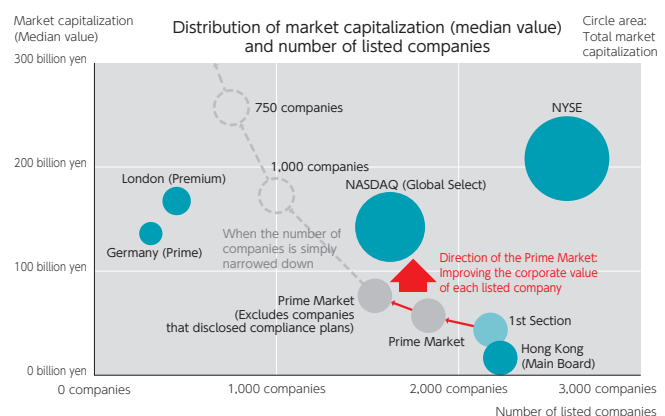 Market capitalization
(Median value)
Distribution of market capitalization (median value)
and number of listed companies
Circle area:
Total market
capitalization
300 billion yen
750 companies
NYSE
200 billion yen
1,000 companies
London (Premium)
NASDAQ (Global Select)
When the number of
companies is simply
narrowed down
Germany (Prime)
Direction of the Prime Market:
Improving the corporate value
of each listed company
100 billion yen
Prime Market
(Excludes companies
that disclosed compliance plans)
1st Section
Prime Market
Hong Kong
(Main Board)
0 billion yen
0 companies
1,000 companies
2,000 companies
3,000 companies
Number of listed companies